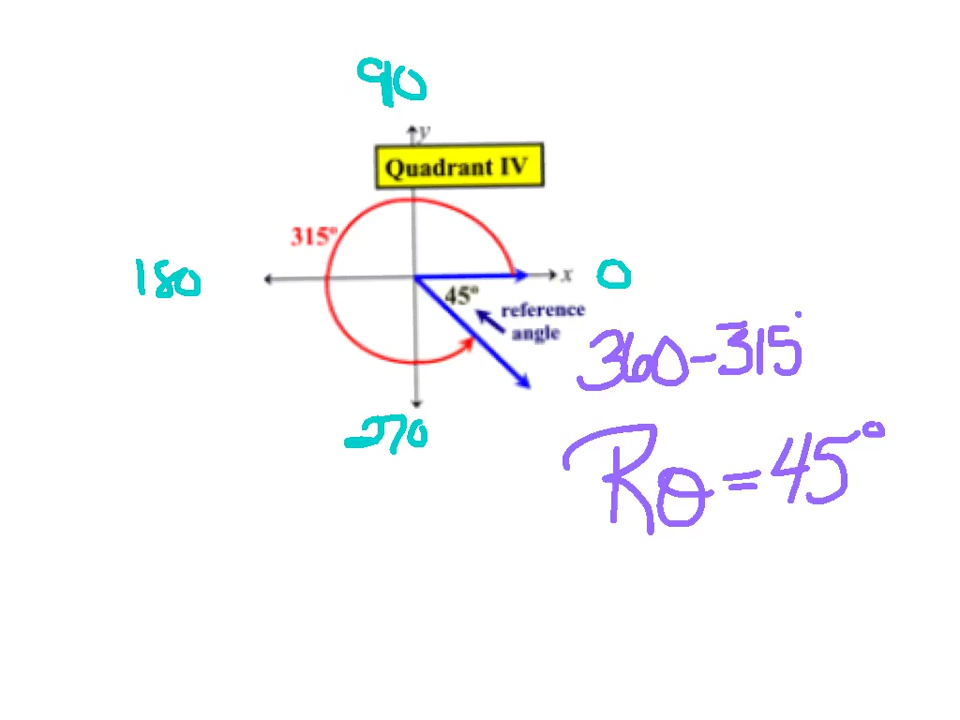 90
y
Quadrant IV
315°
180
x
0
45°
reference
angle
360-315°
270
Rθ=45°